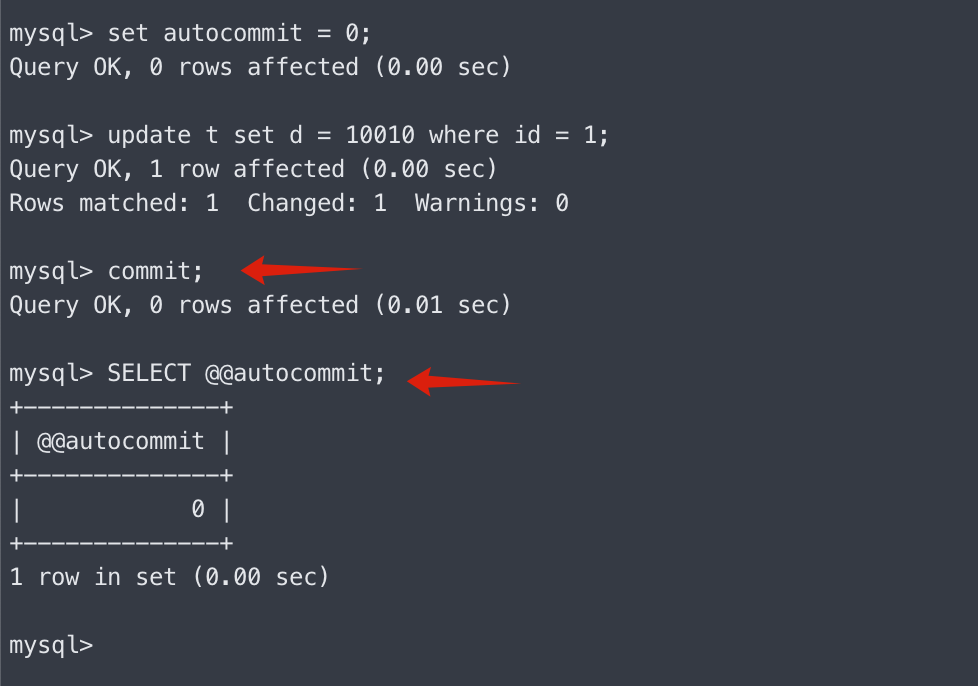 mysql> set autocommit = 0;
Query OK, 0 rows affected (0.00 sec)
mysql> update t set d = 10010 where id = 1;
Query OK, 1 row affected (0.00 sec)
Rows matched: 1  Changed: 1  Warnings: 0
mysql> commit;
Query OK, 0 rows affected (0.01 sec)
mysql> SELECT @@autocommit;
+--------------+
| @@autocommit |
+--------------+
|            0 |
+--------------+
1 row in set (0.00 sec)
mysql>